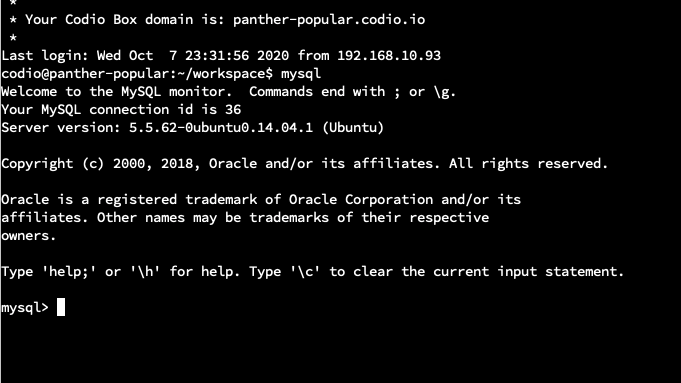 *
* Your Codio Box domain is: panther-popular.codio.io
*
Last login: Wed Oct  7 23:31:56 2020 from 192.168.10.93
codio@panther-popular:~/workspace$ mysql
Welcome to the MySQL monitor.  Commands end with ; or \g.
Your MySQL connection id is 36
Server version: 5.5.62-0ubuntu0.14.04.1 (Ubuntu)
Copyright (c) 2000, 2018, Oracle and/or its affiliates. All rights reserved.
Oracle is a registered trademark of Oracle Corporation and/or its
affiliates. Other names may be trademarks of their respective
owners.
Type 'help;' or '\h' for help. Type '\c' to clear the current input statement.
mysql>